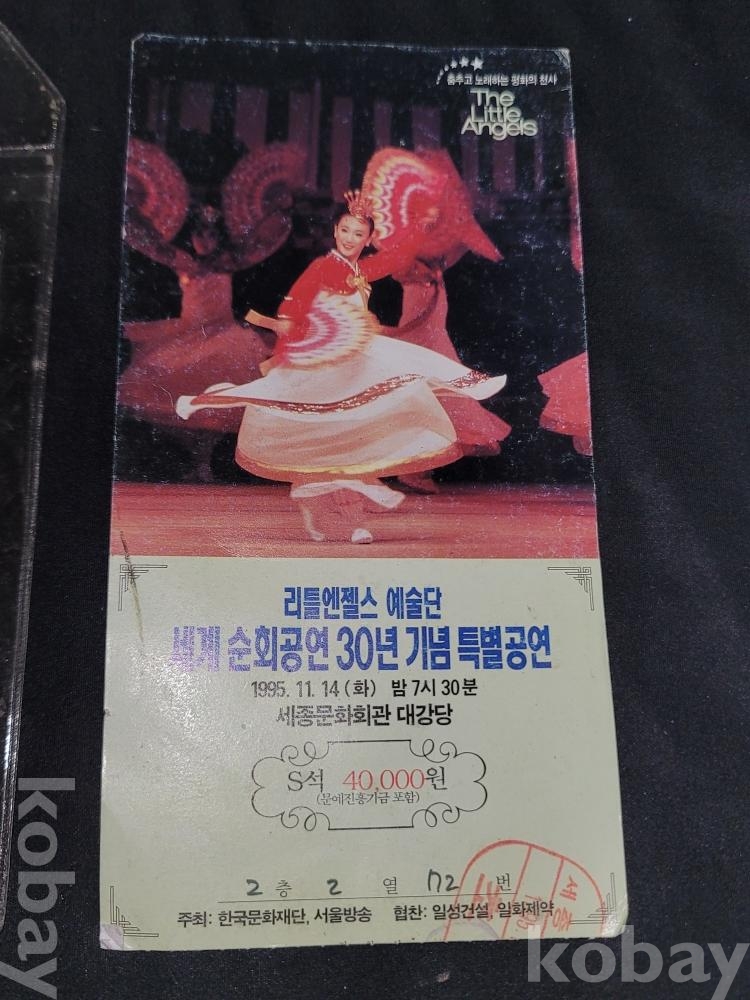 춤추고 노래하는 평화의 천사
The
Little
Angels
리틀엔젤스 예술단
세계 순회공연 30년 기념 특별공연
1995. 11. 14 (화) 밤 7시 30분
세종문화회관 대강당
S석 40,000원
(문예진흥기금 포함)
2 층 2 열 72 번
주최: 한국문화재단, 서울방송 협찬: 일성건설, 일화제약
세종
kobay
kobay